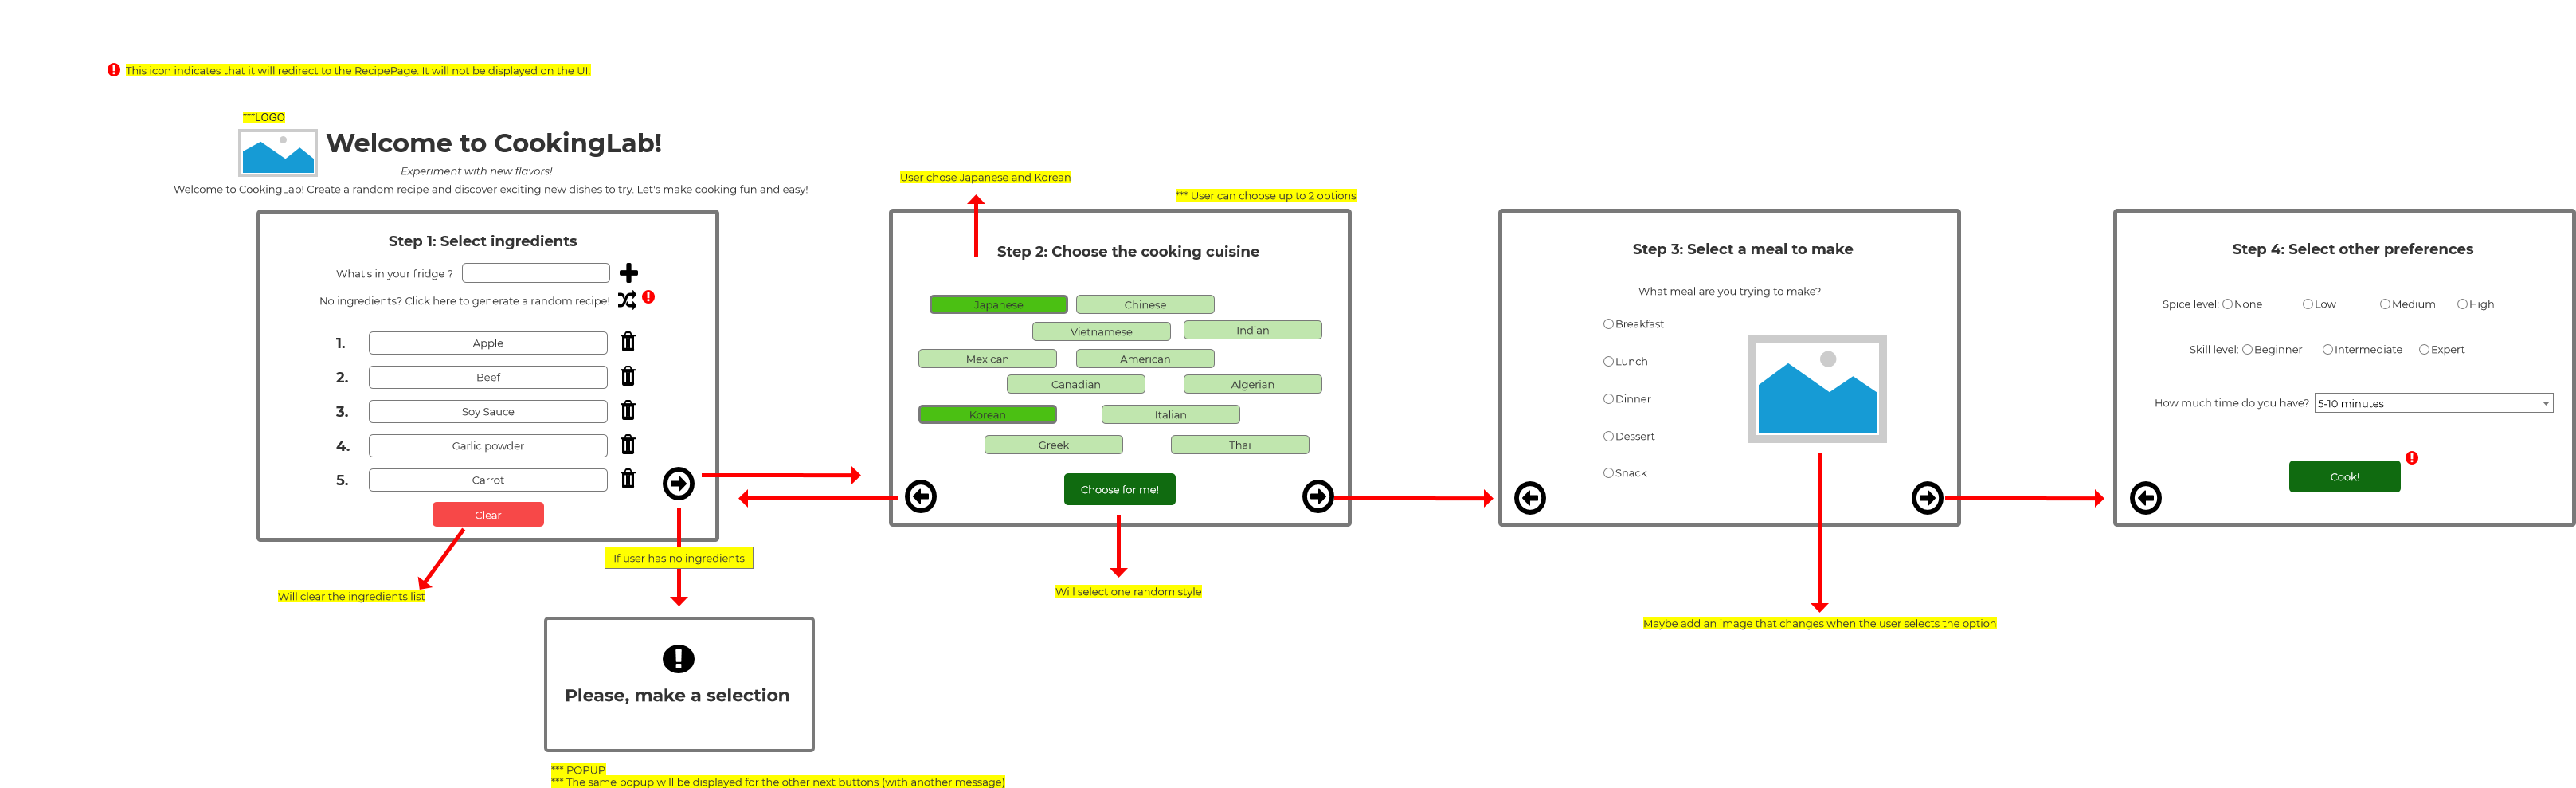 This icon indicates that it will redirect to the RecipePage. It will not be displayed on the UI.
***LOGO
Welcome to CookingLab!
Experiment with new flavors!
Welcome to CookingLab! Create a random recipe and discover exciting new dishes to try. Let's make cooking fun and easy!
Step 1: Select ingredients
What's in your fridge ?
No ingredients? Click here to generate a random recipe!
1. Apple
2. Beef
3. Soy Sauce
4. Garlic powder
5. Carrot
Clear
Will clear the ingredients list
If user has no ingredients
Please, make a selection
*** POPUP
*** The same popup will be displayed for the other next buttons (with another message)
User chose Japanese and Korean
*** User can choose up to 2 options
Step 2: Choose the cooking cuisine
Japanese Chinese
Vietnamese Indian
Mexican American
Canadian Algerian
Korean Italian
Greek Thai
Choose for me!
Will select one random style
Step 3: Select a meal to make
What meal are you trying to make?
Breakfast
Lunch
Dinner
Dessert
Snack
Maybe add an image that changes when the user selects the option
Step 4: Select other preferences
Spice level: None Low Medium High
Skill level: Beginner Intermediate Expert
How much time do you have? 5-10 minutes
Cook!